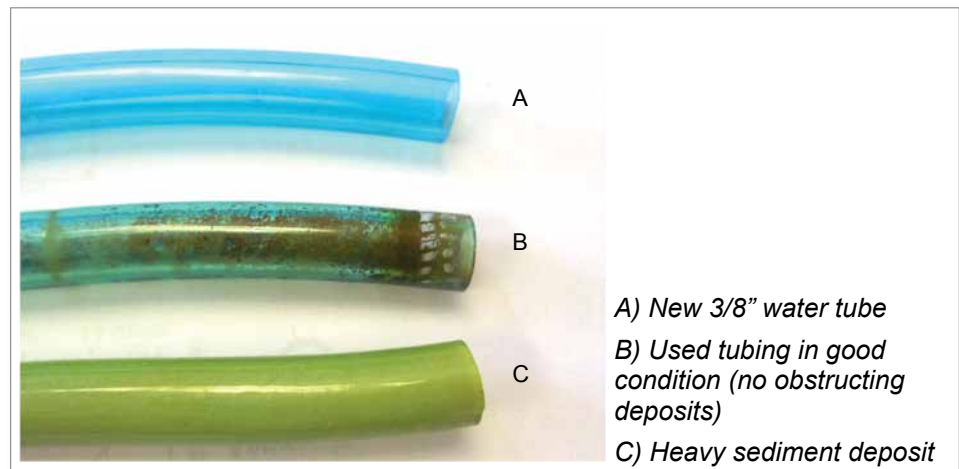 A
B
C
A) New 3/8” water tube
B) Used tubing in good
condition (no obstructing
deposits)
C) Heavy sediment deposit